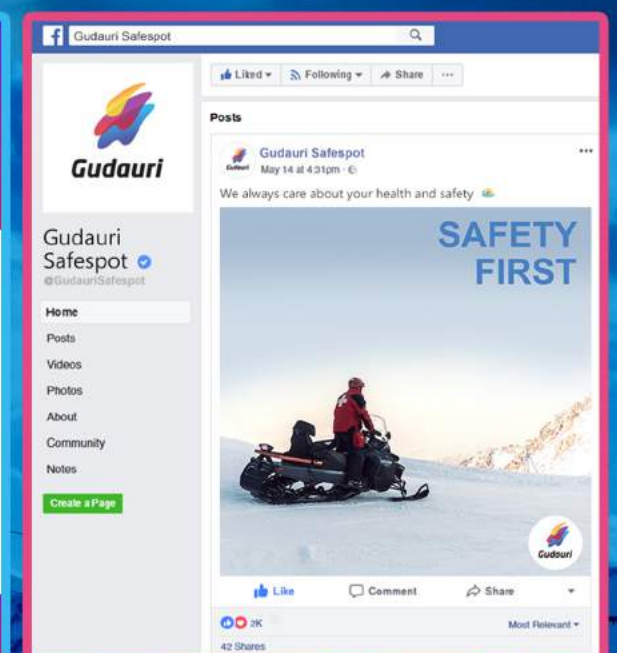 Gudauri Safespot
Liked
Following
Share
Gudauri
Gudauri
Safespot
@GudauriSafespot
Home
Posts
Videos
Photos
About
Community
Notes
Create a Page
Posts
Gudauri Safespot
Gudauri
May 14 at 4:31pm
We always care about your health and safety
SAFETY
FIRST
Gudauri
Like
Comment
Share
2K
Most Relevant
42 Shares